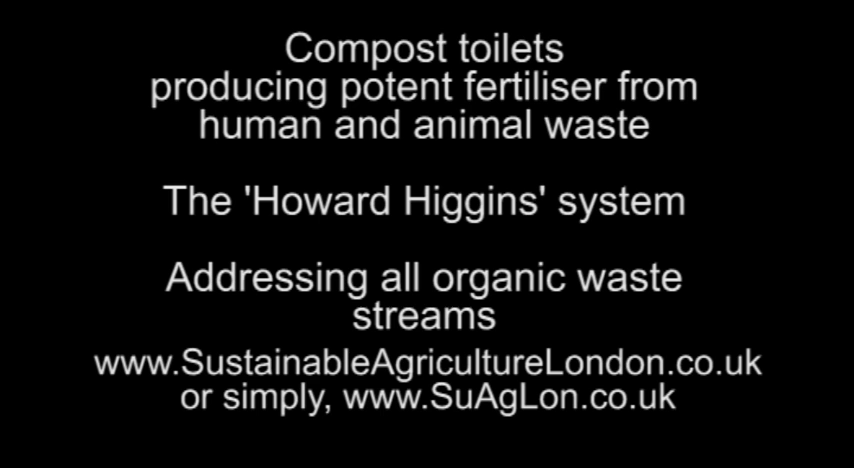 Compost toilets
producing potent fertiliser from
human and animal waste
The 'Howard Higgins' system
Addressing all organic waste
streams
www.SustainableAgricultureLondon.co.uk
or simply, www.SuAgLon.co.uk